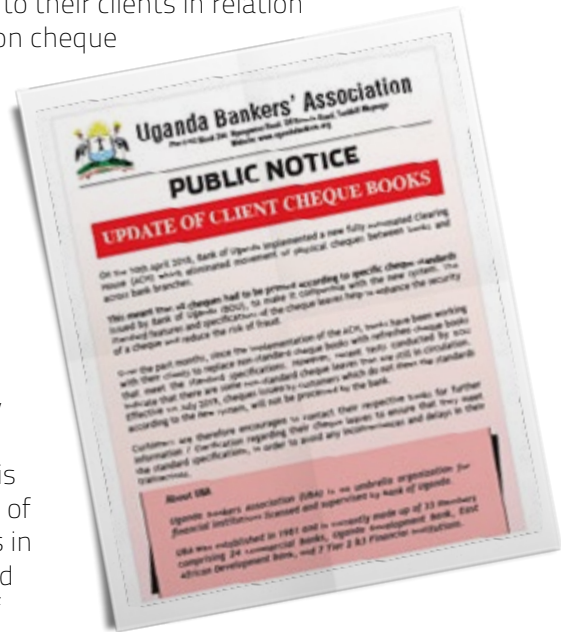 to their clients in relation
on cheque
Uganda Bankers' Association
PUBLIC NOTICE
UPDATE OF CLIENT CHEQUE BOOKS
On the 10th April 2018, Bank of Uganda implemented a new fully automated Clearing
House (ACH) which eliminated movement of physical cheques between banks and
across bank branches.
This meant that all cheques had to be printed according to specific cheque standards
issued by Bank of Uganda (BOU), to make it compatible with the new system. The
standard features and specifications of the cheque leaves help to enhance the security
of a cheque and reduce the risk of fraud.
Over the past months, since the implementation of the ACH, banks have been working
with their clients to replace non-standard cheque books with refreshed cheque books
that meet the standard specifications. However, recent tests conducted by BOU
indicate that there are some non-standard cheque leaves that are still in circulation.
Effective 1st July 2019, cheques issued by customers which do not meet the standards
according to the new system, will not be processed by the bank.
Customers are therefore encouraged to contact their respective banks for further
information / clarification regarding their cheque leaves to ensure that they meet
the standard specifications, in order to avoid any inconveniences and delays in their
transactions.
About UBA
Uganda Bankers Association (UBA) is an umbrella organization for
financial institutions licensed and supervised by Bank of Uganda.
UBA was established in 1981 and is currently made up of 33 members
comprising 24 commercial Banks, Uganda Development Bank, East
African Development Bank, and 7 Tier 2 &3 Financial Institutions.
is
of
s in
d